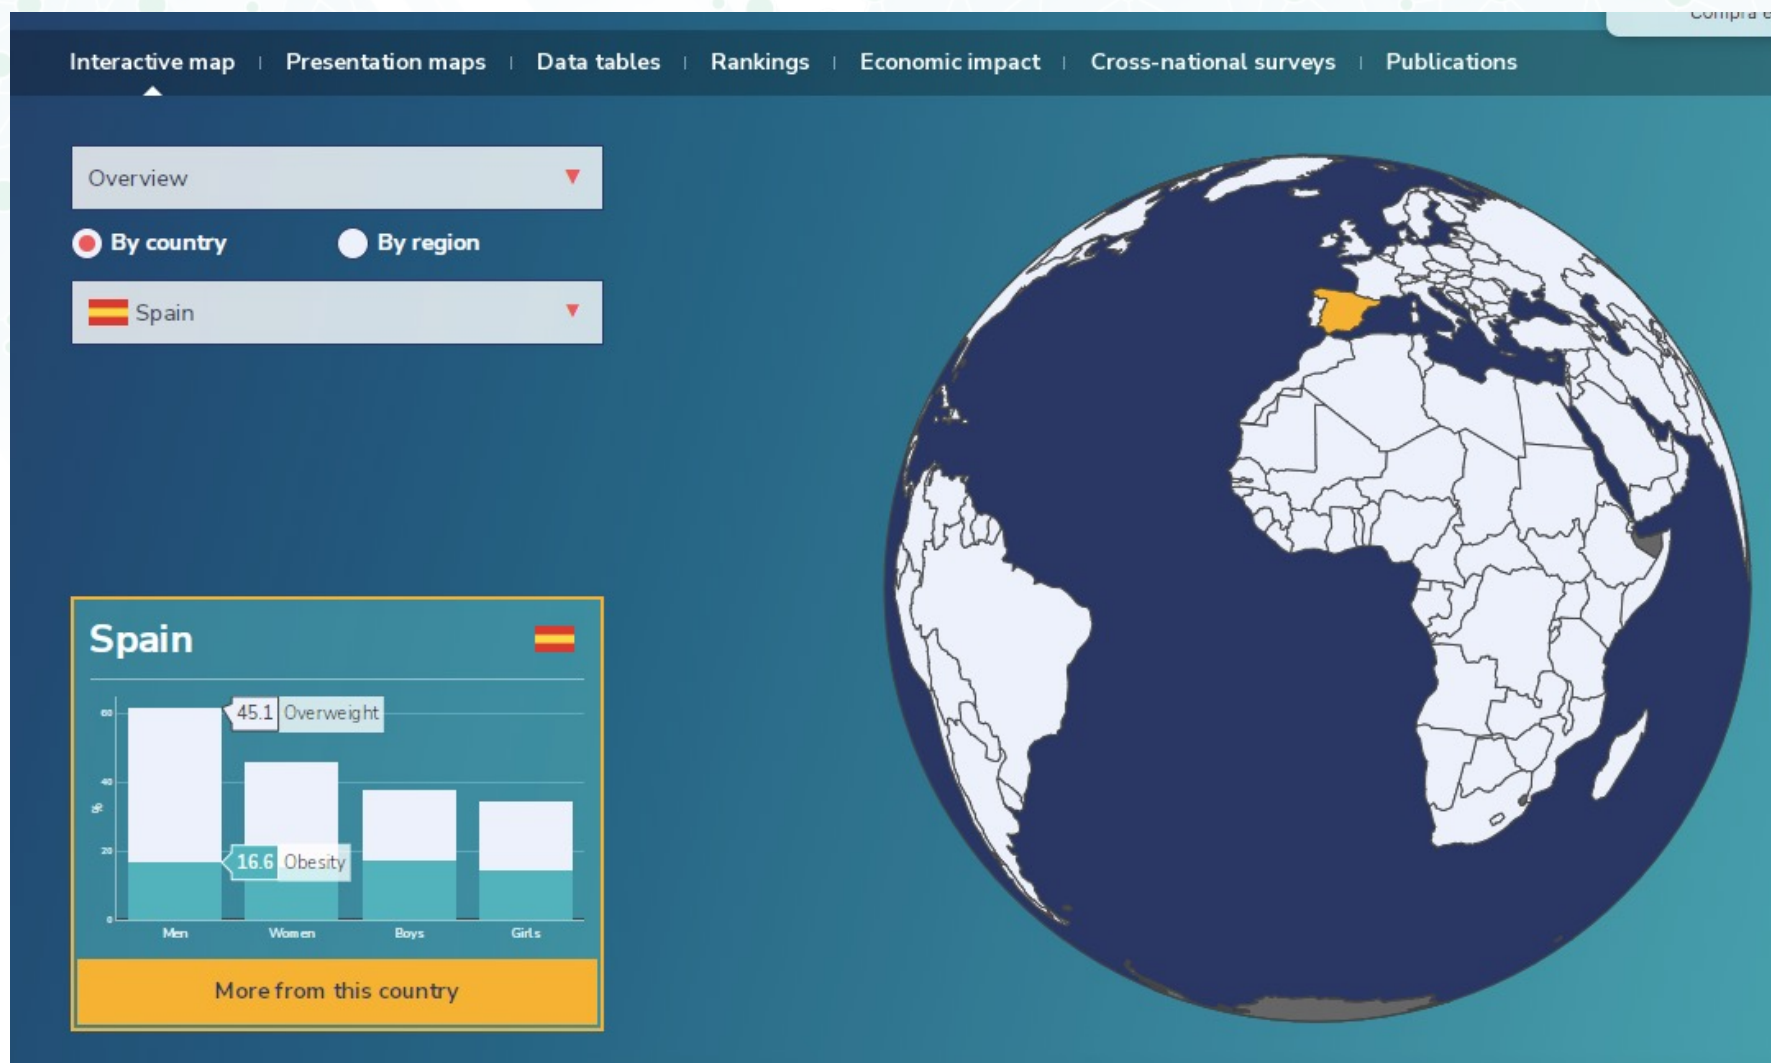 Compra e
Interactive map | Presentation maps | Data tables | Rankings | Economic impact | Cross-national surveys | Publications
Overview
By country By region
Spain
Spain
60
45.1 Overweight
40
%
20
16.6 Obesity
0
Men Women Boys Girls
More from this country